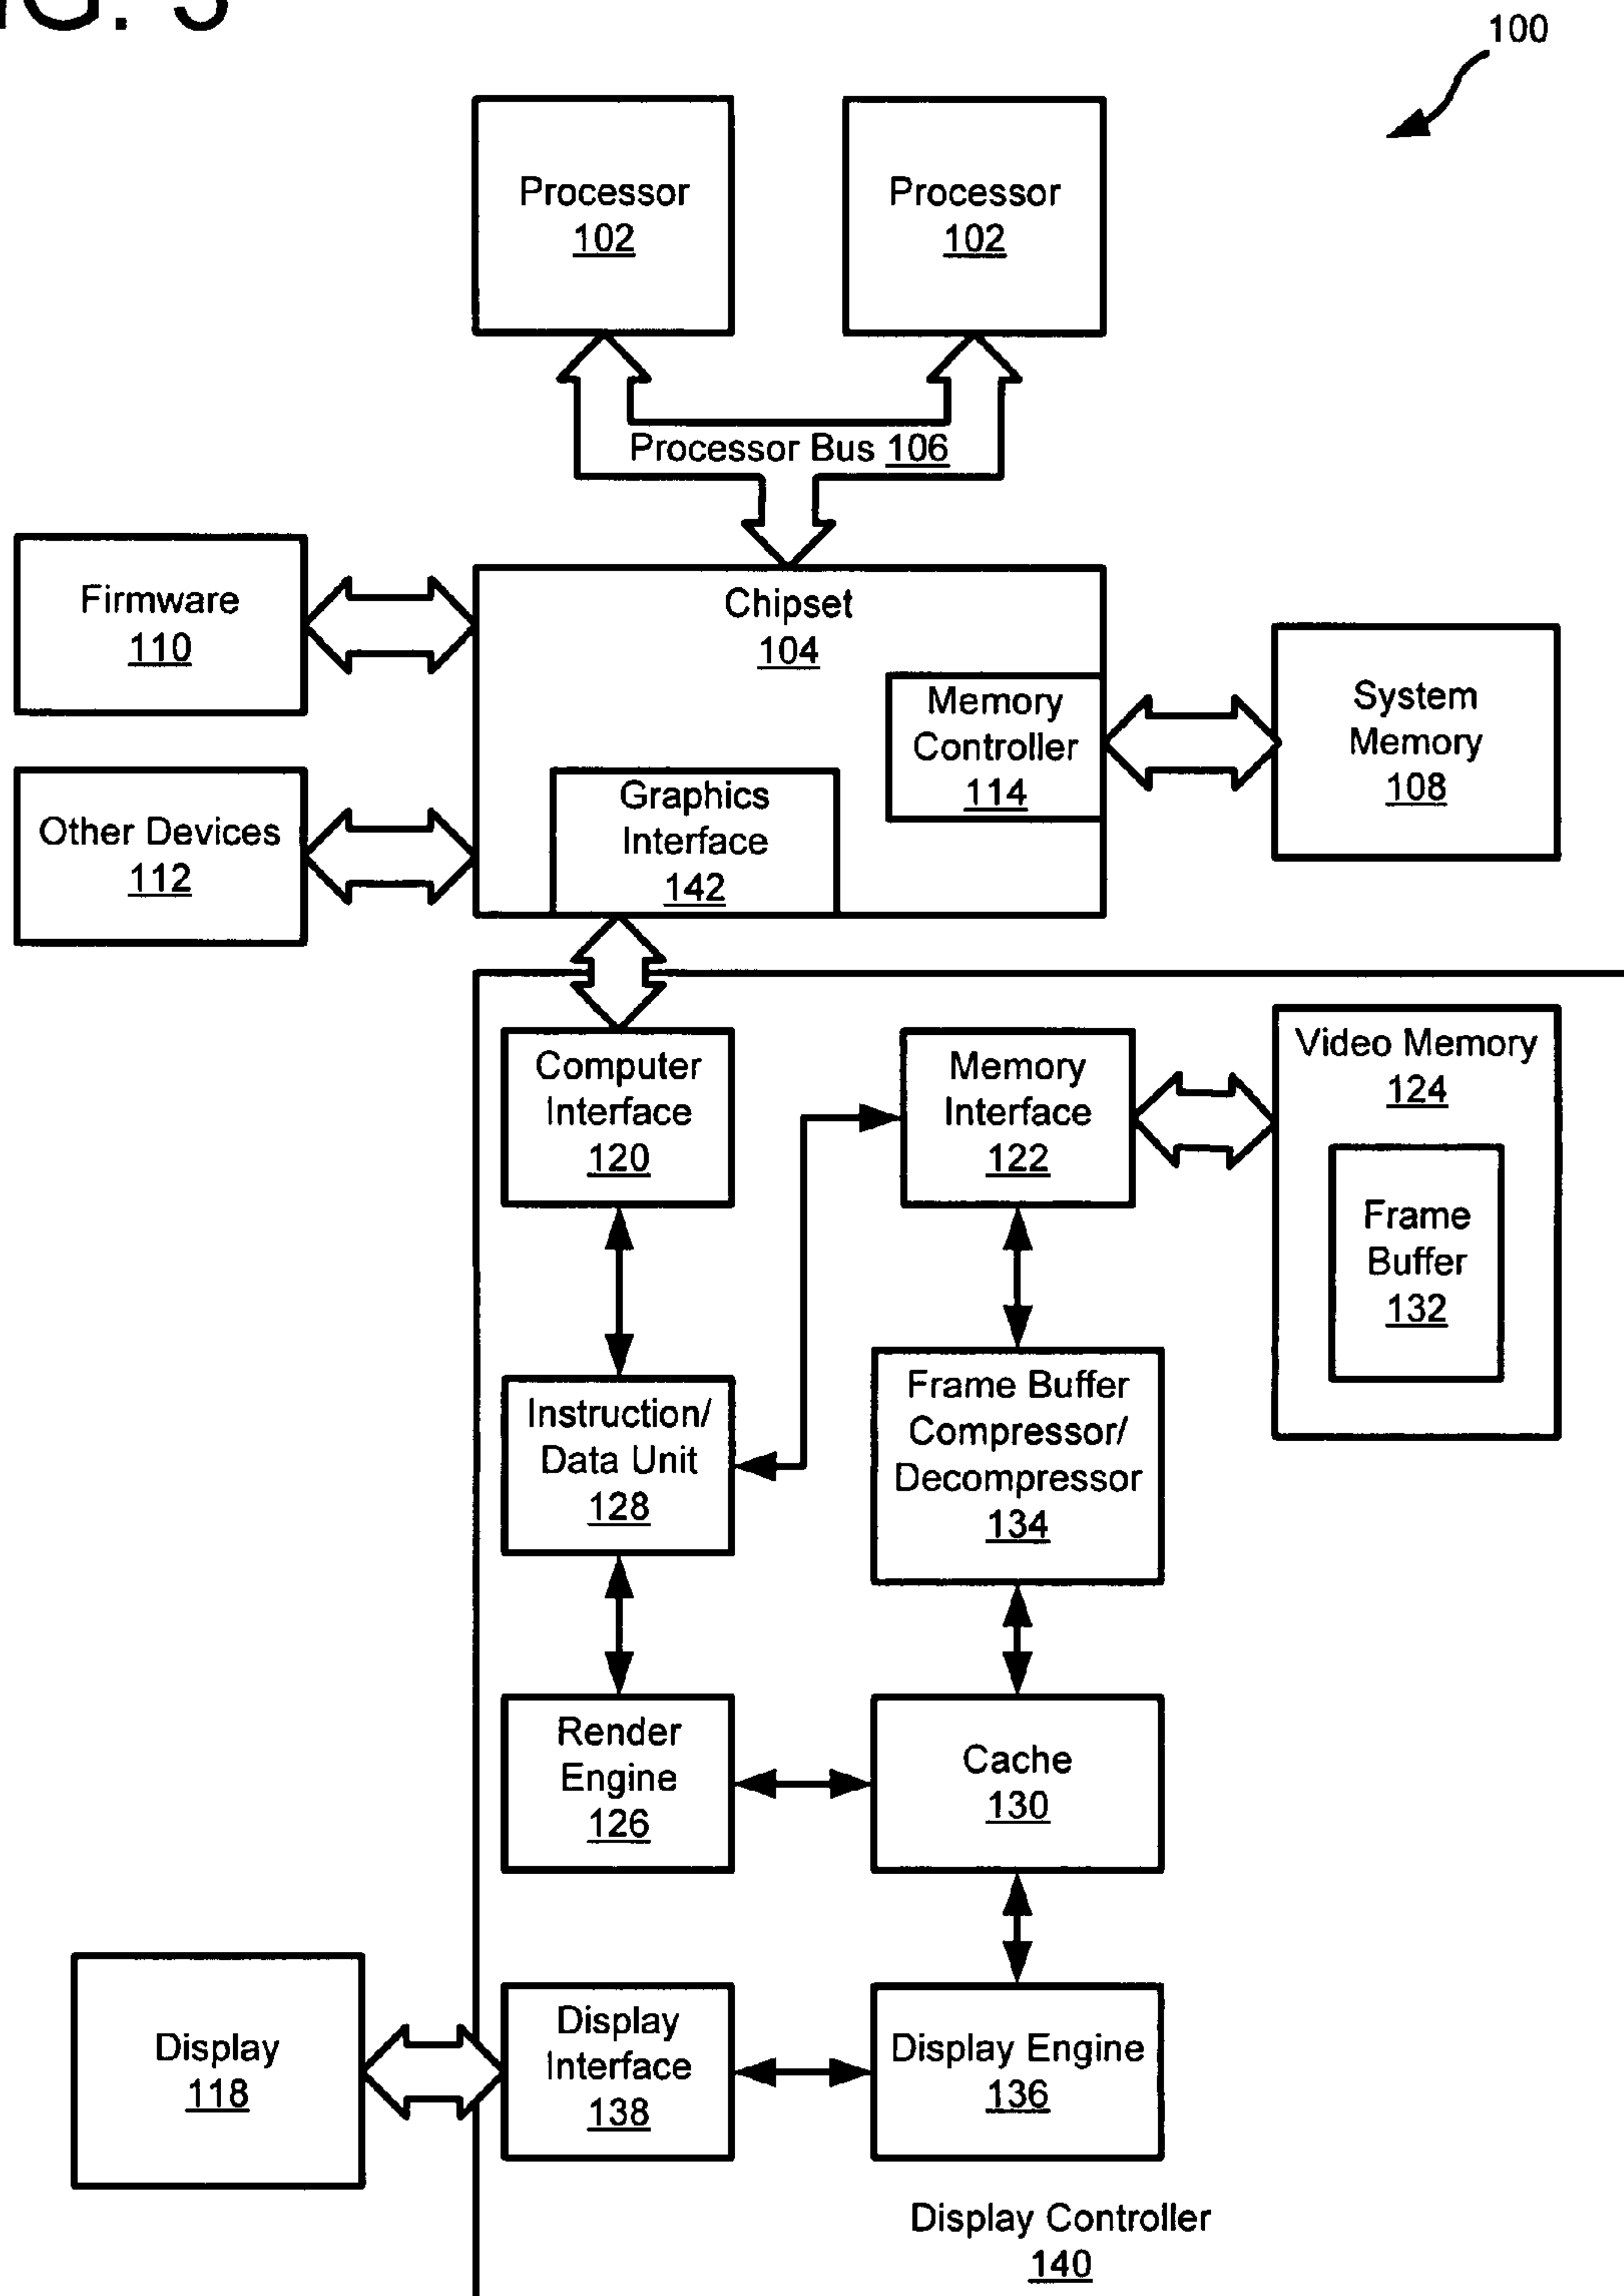 G. 3
100
Processor
102
Processor
102
Processor Bus 106
Firmware
110
Chipset
104
Memory
Controller
114
System
Memory
108
Other Devices
112
Graphics
Interface
142
Computer
Interface
120
Memory
Interface
122
Video Memory
124
Frame
Buffer
132
Instruction/
Data Unit
128
Frame Buffer
Compressor/
Decompressor
134
Render
Engine
126
Cache
130
Display
118
Display
Interface
138
Display Engine
136
Display Controller
140